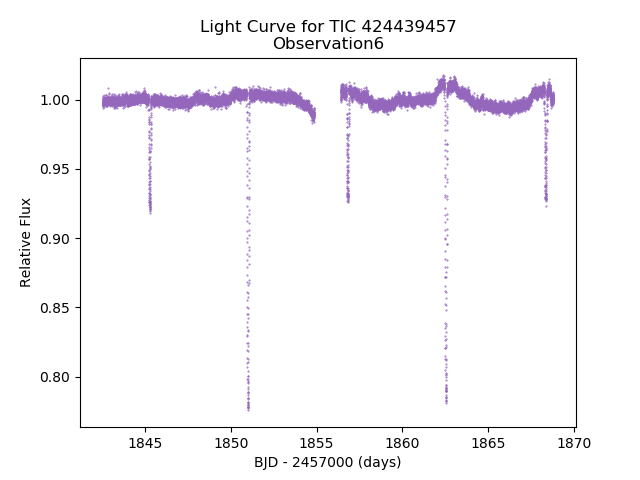 Light Curve for TIC 424439457
Observation6
1.00
0.95
0.90
0.85
0.80
Relative Flux
1845
1850
1855
1860
1865
1870
BJD - 2457000 (days)